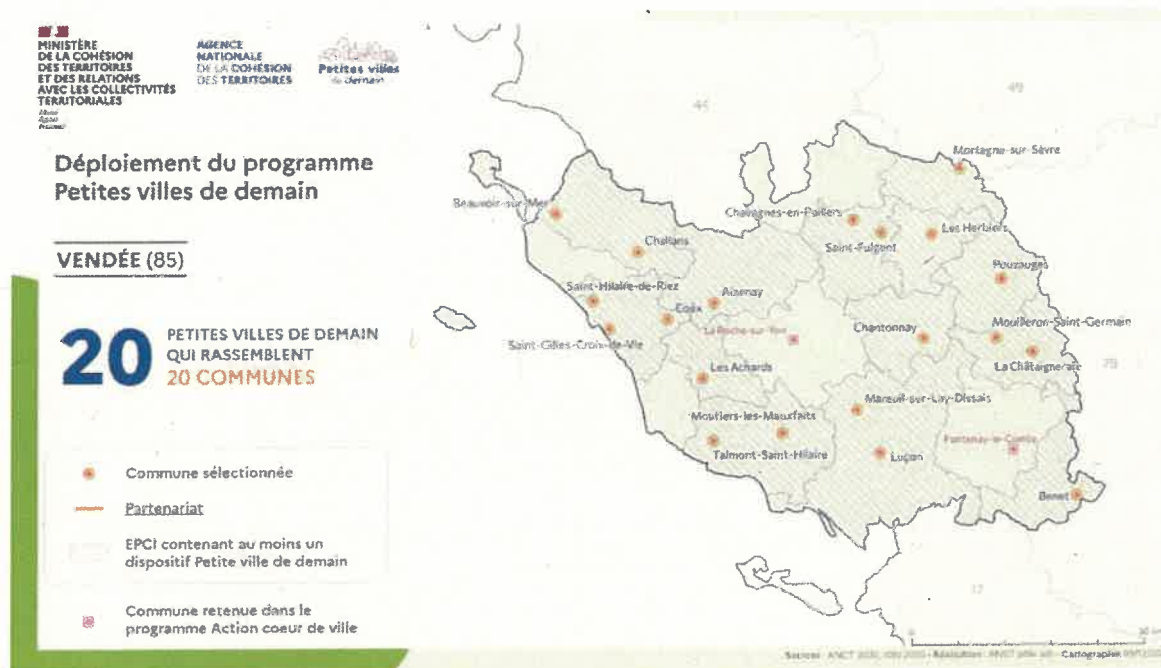 MINISTÈRE
DE LA COHÉSION
DES TERRITOIRES
ET DES RELATIONS
AVEC LES COLLECTIVITÉS
TERRITORIALES
AGENCE
NATIONALE
DE LA COHÉSION
DES TERRITOIRES
Petites villes
de demain
Déploiement du programme
Petites villes de demain
VENDÉE (85)
20
PETITES VILLES DE DEMAIN
QUI RASSEMBLENT
20 COMMUNES
Commune sélectionnée
Partenariat
EPCI contenant au moins un
dispositif Petite ville de demain
Commune retenue dans le
programme Action coeur de ville
44
49
Mortagne-sur-Sèvre
Beauvoir-sur-Mer
Chavagnes-en-Paillers
Les Herbiers
Saint-Fulgent
Challans
Pouzauges
Saint-Hilaire-de-Riez
Aizenay
Coëx
La Roche-sur-Yon
Chantonnay
Mouilleron-Saint-Germain
Saint-Gilles-Croix-de-Vie
La Châtaigneraie
79
Les Achards
Mareuil-sur-Lay-Dissais
Moutiers-les-Mauxfaits
Fontenay-le-Comte
Talmont-Saint-Hilaire
Luçon
Benet
17
0
Sources : ANCT 2020
Cartographie